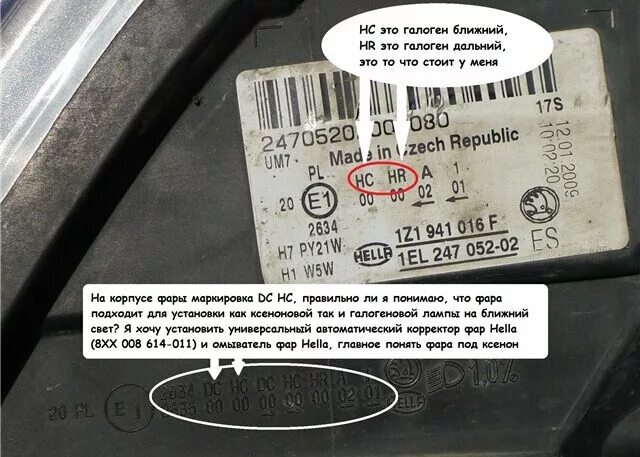 HC это галоген ближний,
HR это галоген дальний,
это то что стоит у меня
17S
UM7
Made in Czech Republic
12.01.2009
PL HC HR A 1
20 E1 00 00 02 01
2634
H7 PY21W
H1 W5W
HELLA
1Z1 941 016 F
1EL 247 052-02
ES
На корпусе фары маркировка DC HC, правильно ли я понимаю, что фара
подходит для установки как ксеноновой так и галогеновой лампы на ближний
свет? Я хочу установить универсальный автоматический корректор фар Hella
(8XX 008 614-011) и омыватель фар Hella, главное понять фара под ксенон
2634 DC HC DC HC HR A 1
20 PL E1 2635 00 00 00 00 00 02 01
HELLA
1,0%